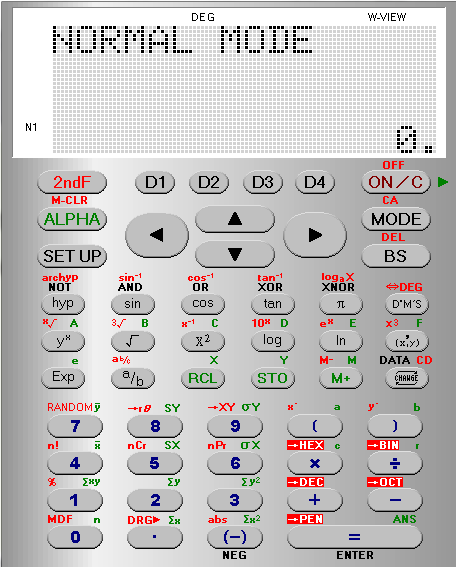 DEG W-VIEW
NORMAL MODE
N1
0.
OFF
2ndF D1 D2 D3 D4 ON/C
M-CLR CA
ALPHA ◄ ▲ ► MODE
DEL
SET UP ▼ BS
archyp sin⁻¹ cos⁻¹ tan⁻¹ logₐX ⇔DEG
NOT AND OR XOR XNOR
hyp sin cos tan π D°M'S
ˣ√ A ³√ B x⁻¹ C 10ˣ D eˣ E x³ F
yˣ √ X² log ln (x,y)
e ab/c X Y M- M DATA CD
Exp a/b RCL STO M+ CHANGE
RANDOM ȳ →rθ SY →XY σY x' a y' b
7 8 9 ( )
n! x̄ nCr SX nPr σX →HEX c →BIN r
4 5 6 × ÷
% Σxy Σy Σy² →DEC →OCT
1 2 3 + −
MDF n DRG► Σx abs Σx² →PEN ANS
0 · (−) =
NEG ENTER